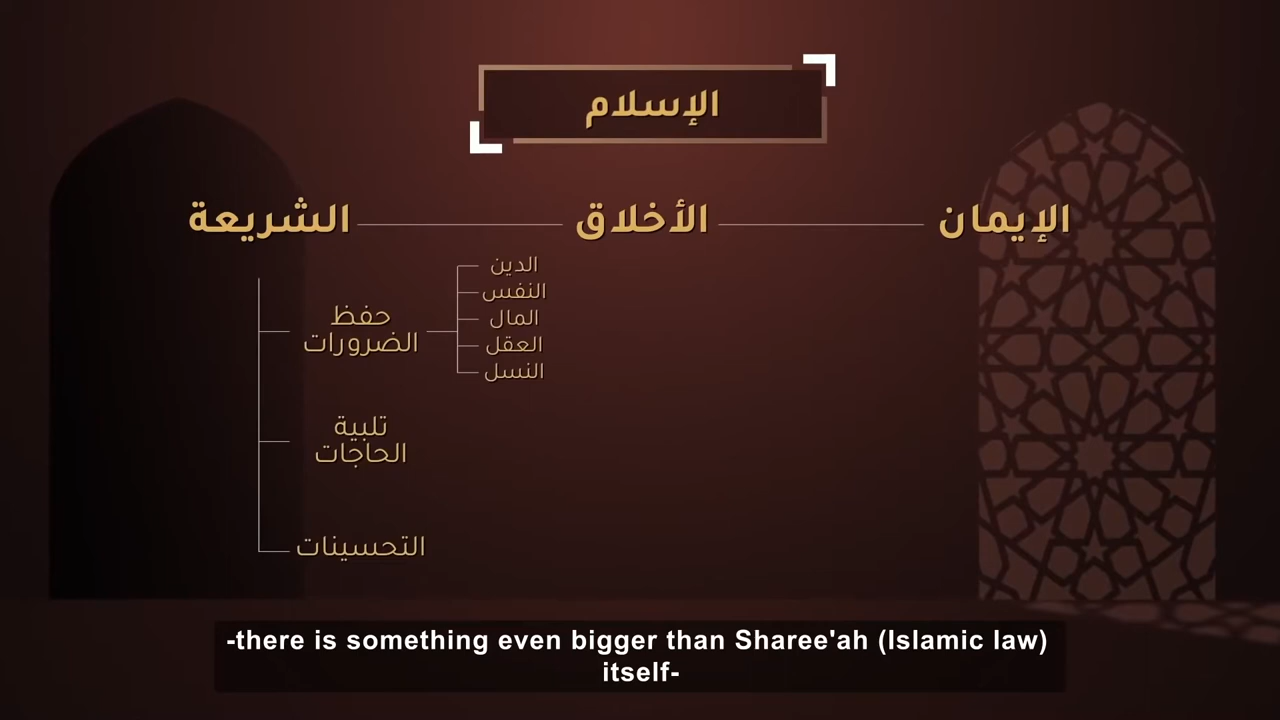 الإسلام
الإيمان
الأخلاق
الشريعة
حفظ
الضرورات
الدين
النفس
المال
العقل
النسل
تلبية
الحاجات
التحسينات
-there is something even bigger than Sharee'ah (Islamic law)
itself-